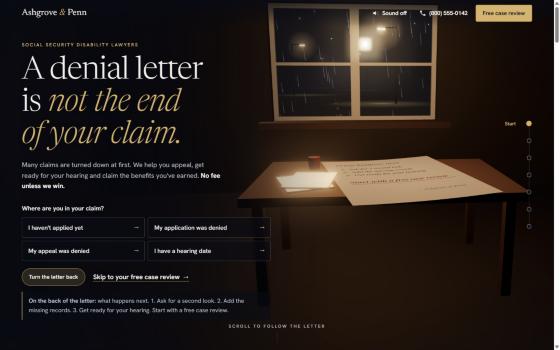 Ashgrove & Penn
Sound off
(800) 555-0142
Free case review
SOCIAL SECURITY DISABILITY LAWYERS
A denial letter
is not the end
of your claim.
Start
Many claims are turned down at first. We help you appeal, get
ready for your hearing and claim the benefits you've earned. No fee
unless we win.
Where are you in your claim?
I haven't applied yet →
My application was denied →
My appeal was denied →
I have a hearing date →
Turn the letter back
Skip to your free case review →
On the back of the letter: what happens next. 1. Ask for a second look. 2. Add the
missing records. 3. Get ready for your hearing. Start with a free case review.
SCROLL TO FOLLOW THE LETTER